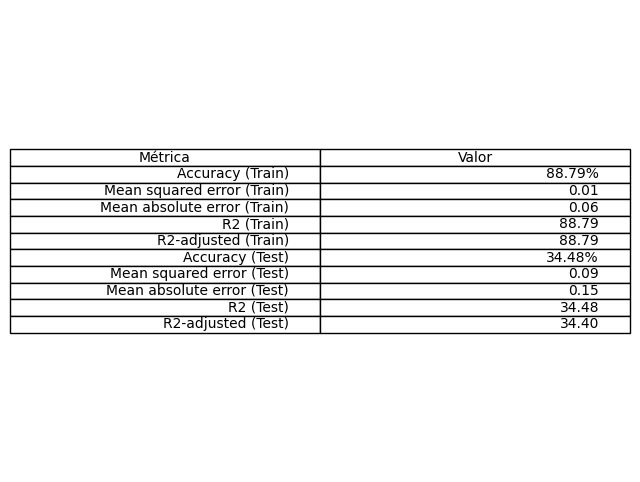 Métrica Valor
Accuracy (Train) 88.79%
Mean squared error (Train) 0.01
Mean absolute error (Train) 0.06
R2 (Train) 88.79
R2-adjusted (Train) 88.79
Accuracy (Test) 34.48%
Mean squared error (Test) 0.09
Mean absolute error (Test) 0.15
R2 (Test) 34.48
R2-adjusted (Test) 34.40